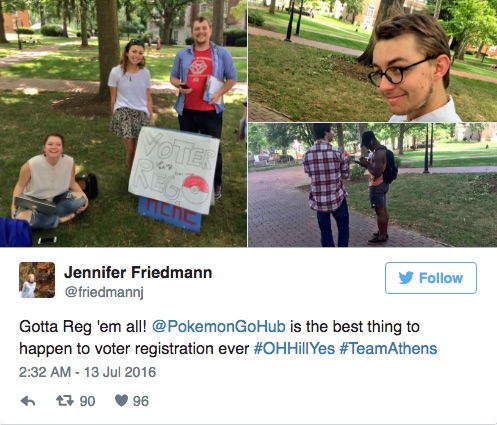 VOTER
REG
HERE
Jennifer Friedmann
@friedmannj
Follow
Gotta Reg 'em all! @PokemonGoHub is the best thing to
happen to voter registration ever #OHHillYes #TeamAthens
2:32 AM - 13 Jul 2016
90
96